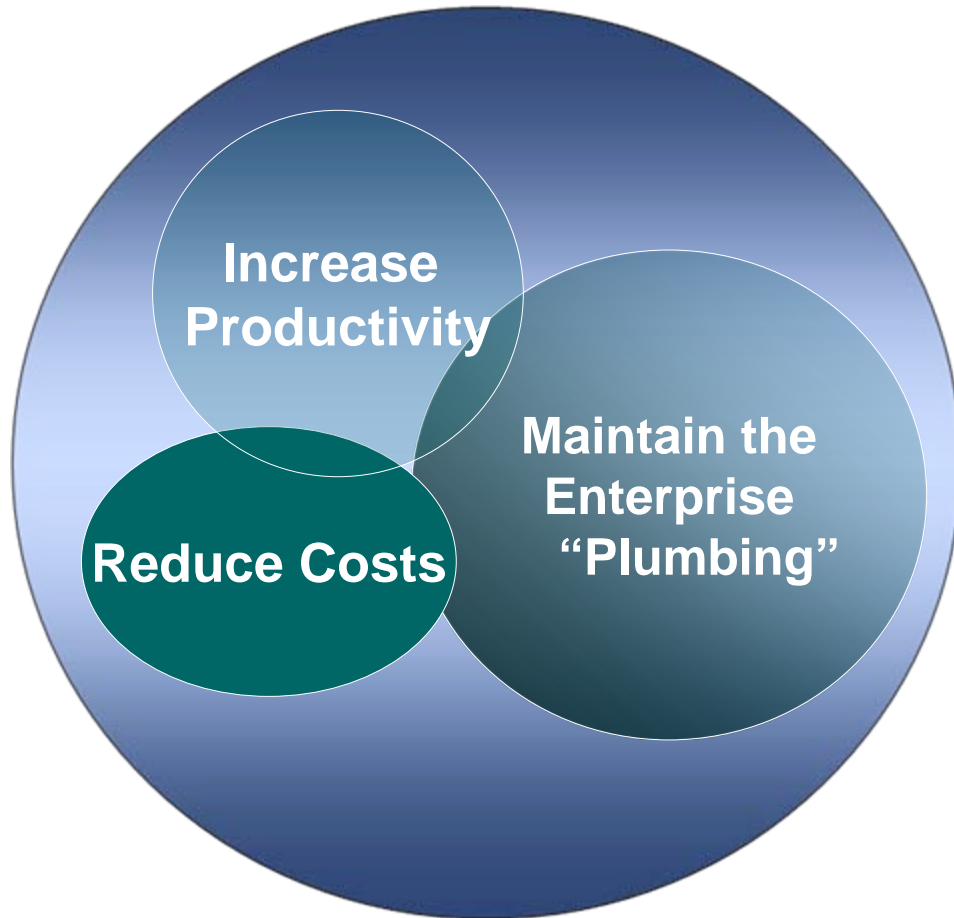 Increase
Productivity
Maintain the
Enterprise
“Plumbing”
Reduce Costs